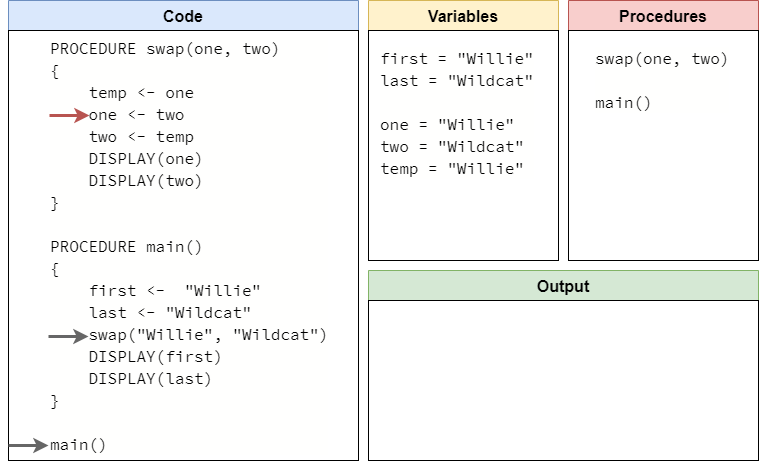 Code
PROCEDURE swap(one, two)
{
temp <- one
one <- two
two <- temp
DISPLAY(one)
DISPLAY(two)
}
PROCEDURE main()
{
first <-  "Willie"
last <- "Wildcat"
swap("Willie", "Wildcat")
DISPLAY(first)
DISPLAY(last)
}
main()
Variables
first = "Willie"
last = "Wildcat"
one = "Willie"
two = "Wildcat"
temp = "Willie"
Procedures
swap(one, two)
main()
Output